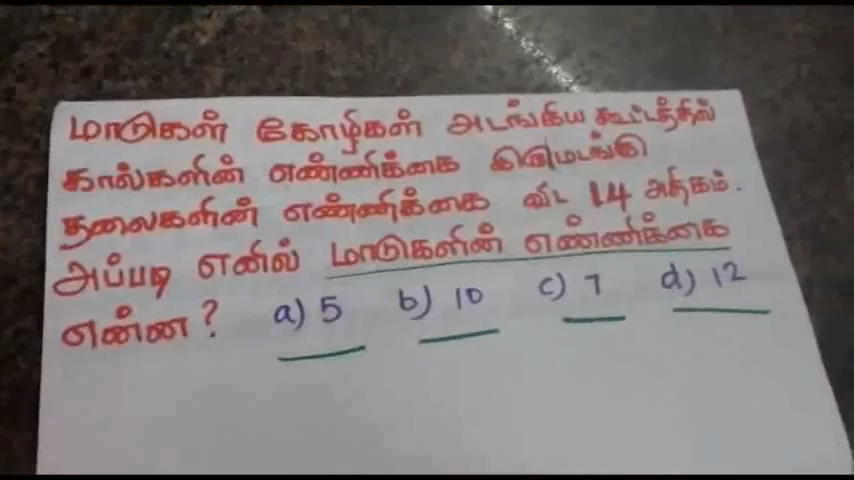 மாடுகள் கோழிகள் அடங்கிய கூட்டத்தில்
கால்களின் எண்ணிக்கை இருமடங்கு
தலைகளின் எண்ணிக்கை விட 14 அதிகம்.
அப்படி எனில் மாடுகளின் எண்ணிக்கை
என்ன? a) 5 b) 10 c) 7 d) 12